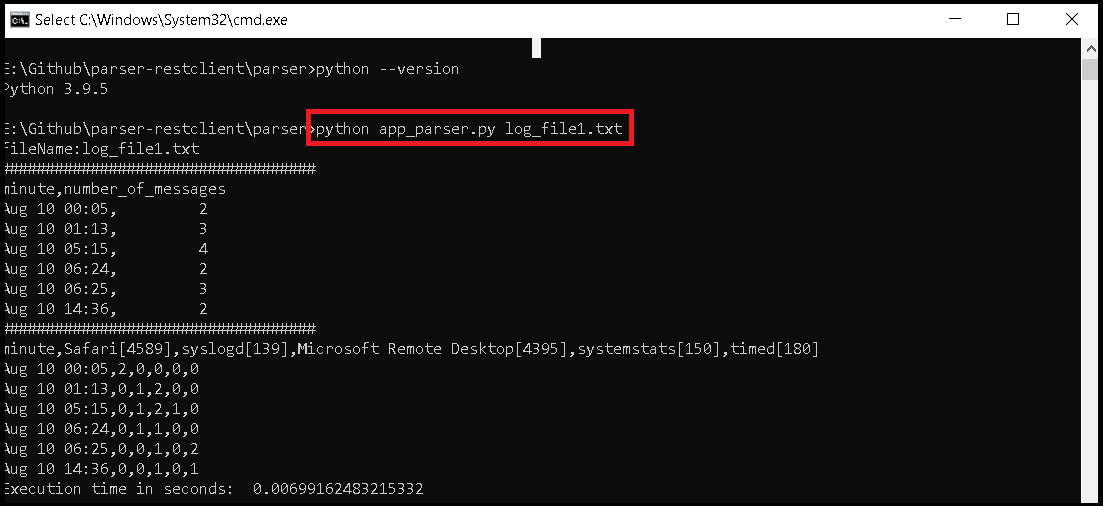 Select C:\Windows\System32\cmd.exe
E:\Github\parser-restclient\parser>python --version
Python 3.9.5
E:\Github\parser-restclient\parser>python app_parser.py log_file1.txt
FileName:log_file1.txt
########################################
minute,number_of_messages
Aug 10 00:05,         2
Aug 10 01:13,         3
Aug 10 05:15,         4
Aug 10 06:24,         2
Aug 10 06:25,         3
Aug 10 14:36,         2
########################################
minute,Safari[4589],syslogd[139],Microsoft Remote Desktop[4395],systemstats[150],timed[180]
Aug 10 00:05,2,0,0,0,0
Aug 10 01:13,0,1,2,0,0
Aug 10 05:15,0,1,2,1,0
Aug 10 06:24,0,1,1,0,0
Aug 10 06:25,0,0,1,0,2
Aug 10 14:36,0,0,1,0,1
Execution time in seconds:  0.00699162483215332